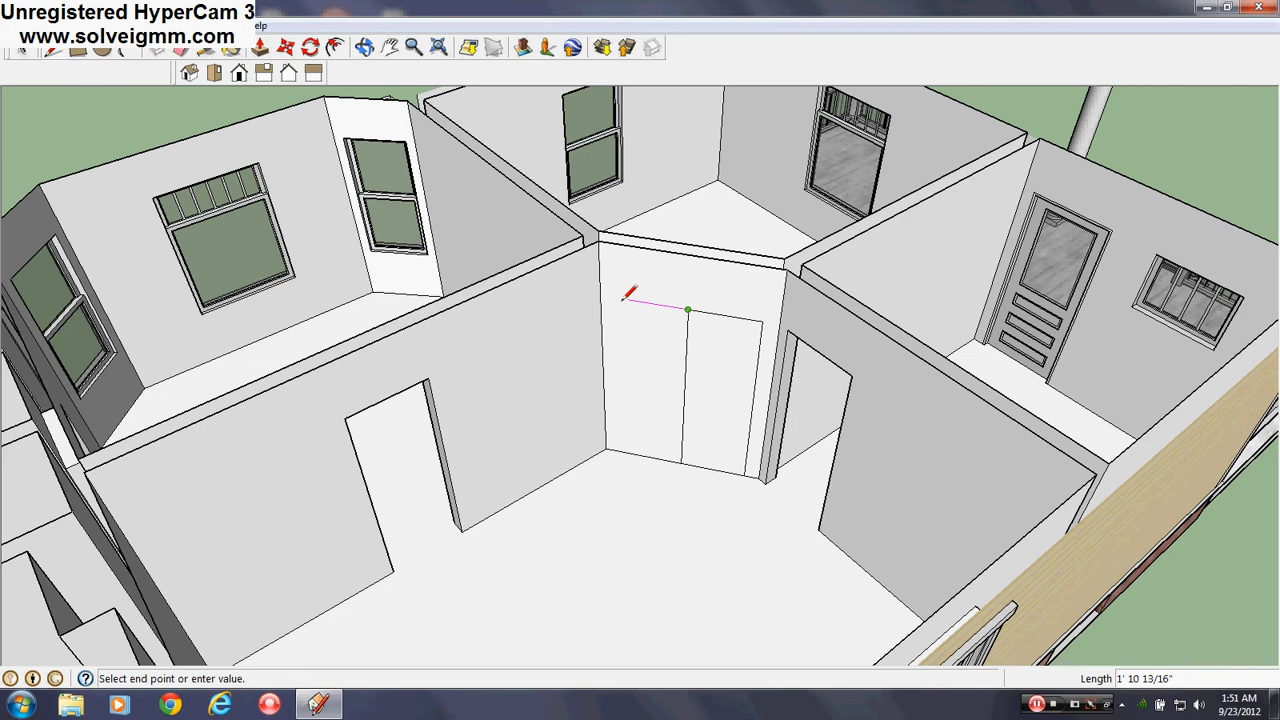 Unregistered HyperCam 3
www.solveigmm.com
elp
Select end point or enter value.
Length
1' 10 13/16"
1:51 AM
9/23/2012